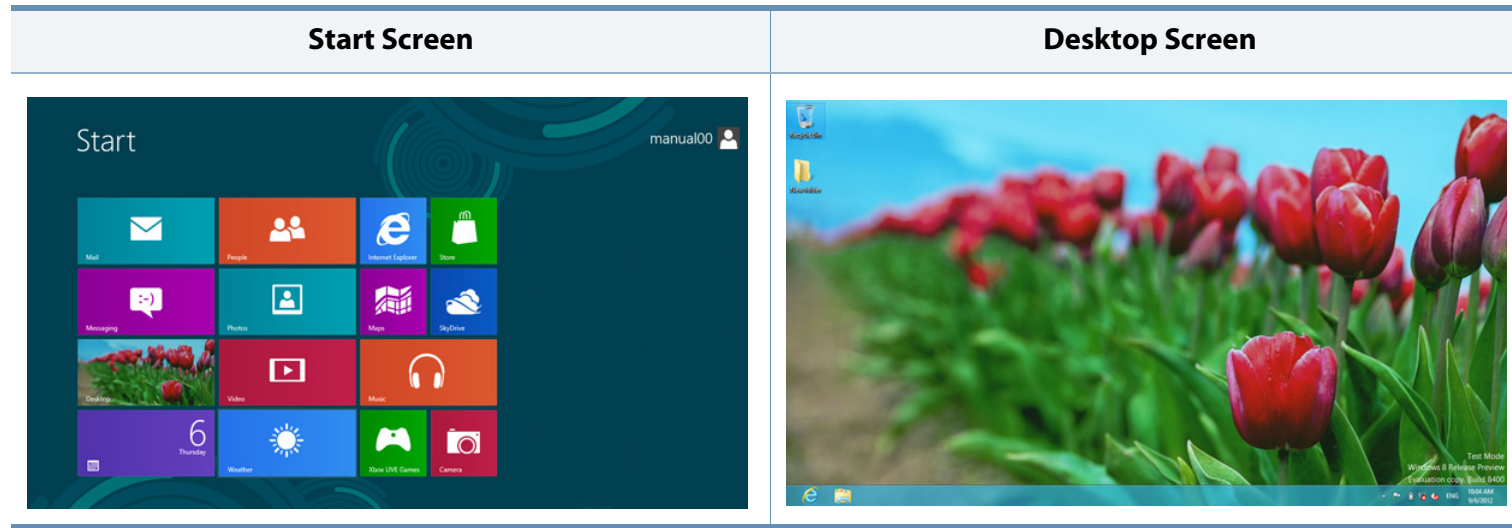 Start Screen
Desktop Screen
Start
manual00
Mail
People
Internet Explorer
Store
Messaging
Photos
Maps
SkyDrive
Desktop
Video
Music
6
Thursday
Weather
Xbox LIVE Games
Camera
Recycle Bin
Test Mode
Windows 8 Release Preview
Evaluation copy. Build 8400
ENG
10:04 AM
9/6/2012